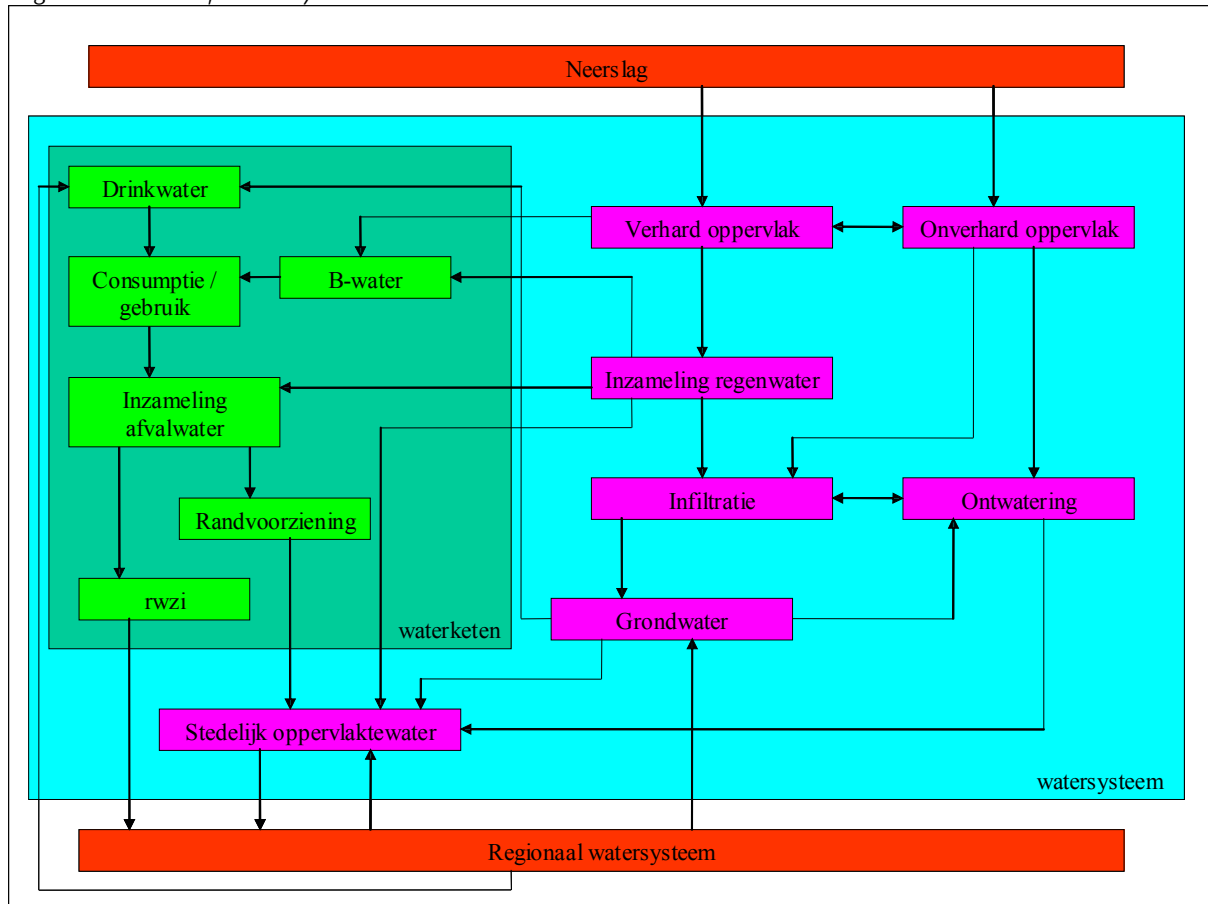 Neerslag
Drinkwater
Verhard oppervlak
Onverhard oppervlak
Consumptie /
gebruik
B-water
Inzameling regenwater
Inzameling
afvalwater
Infiltratie
Ontwatering
Randvoorziening
rwzi
Grondwater
waterketen
Stedelijk oppervlaktewater
watersysteem
Regionaal watersysteem